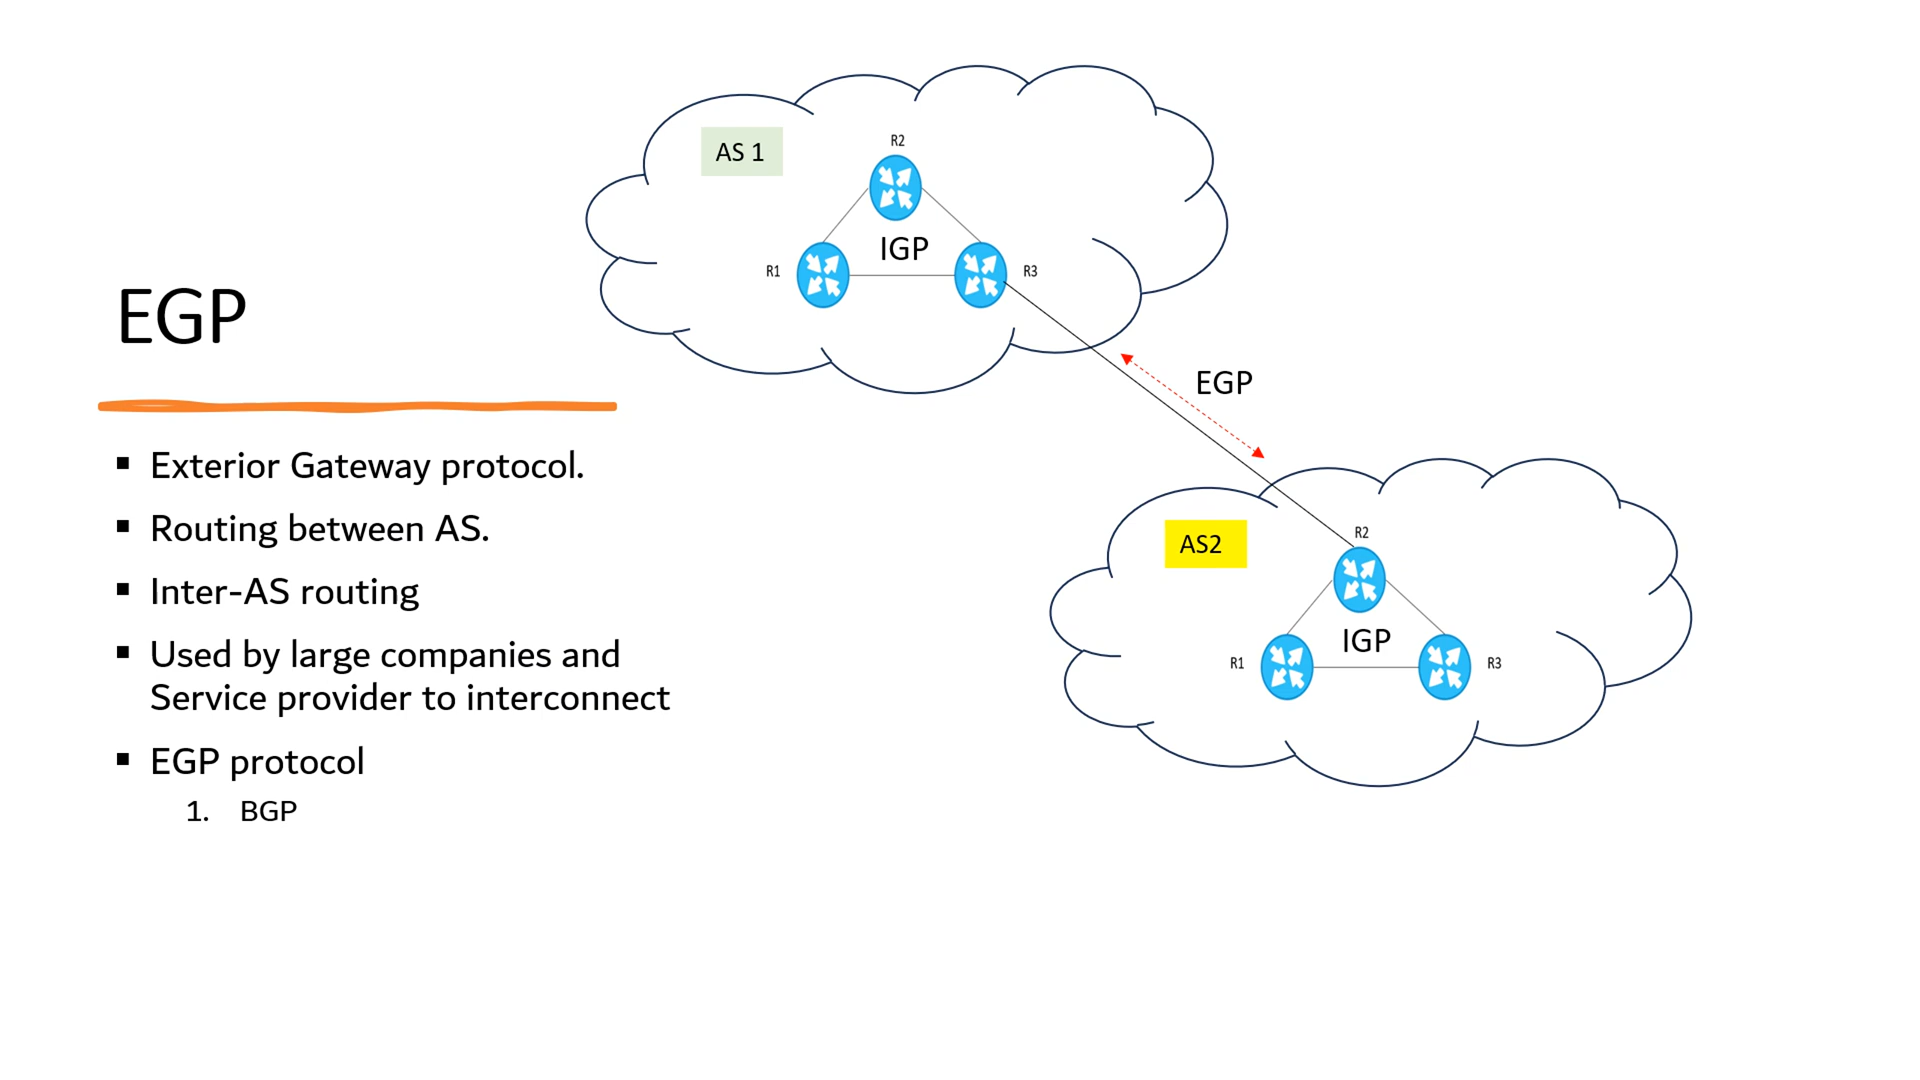 EGP
▪ Exterior Gateway protocol.
▪ Routing between AS.
▪ Inter-AS routing
▪ Used by large companies and
Service provider to interconnect
▪ EGP protocol
1. BGP
AS 1
R2
IGP
R1
R3
EGP
AS2
R2
IGP
R1
R3